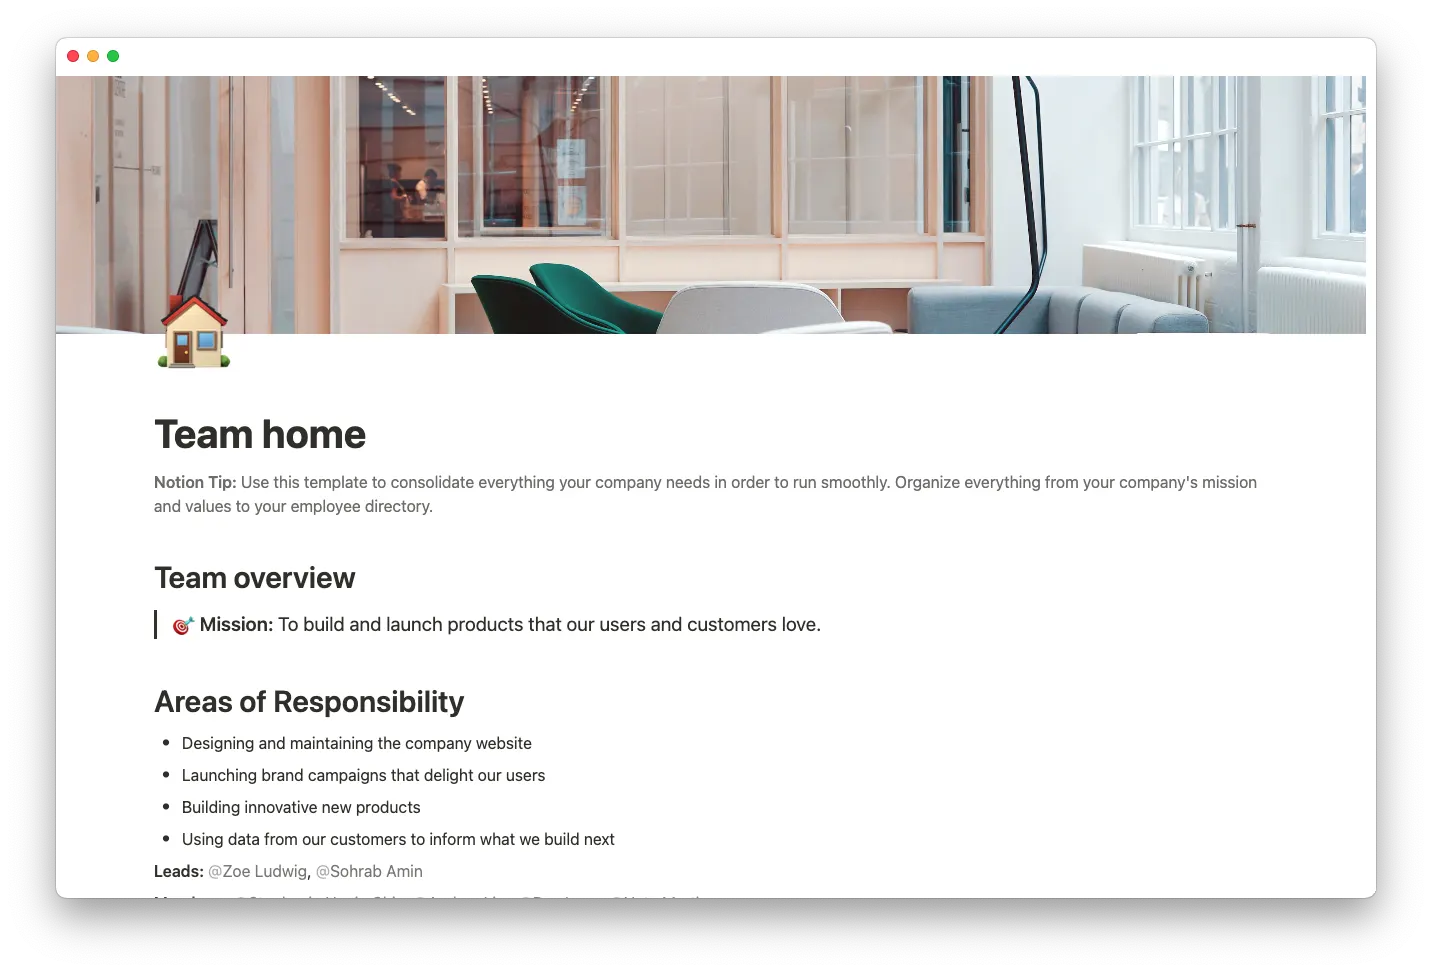 Team home
Notion Tip: Use this template to consolidate everything your company needs in order to run smoothly. Organize everything from your company's mission
and values to your employee directory.
Team overview
Mission: To build and launch products that our users and customers love.
Areas of Responsibility
• Designing and maintaining the company website
• Launching brand campaigns that delight our users
• Building innovative new products
• Using data from our customers to inform what we build next
Leads: @Zoe Ludwig, @Sohrab Amin